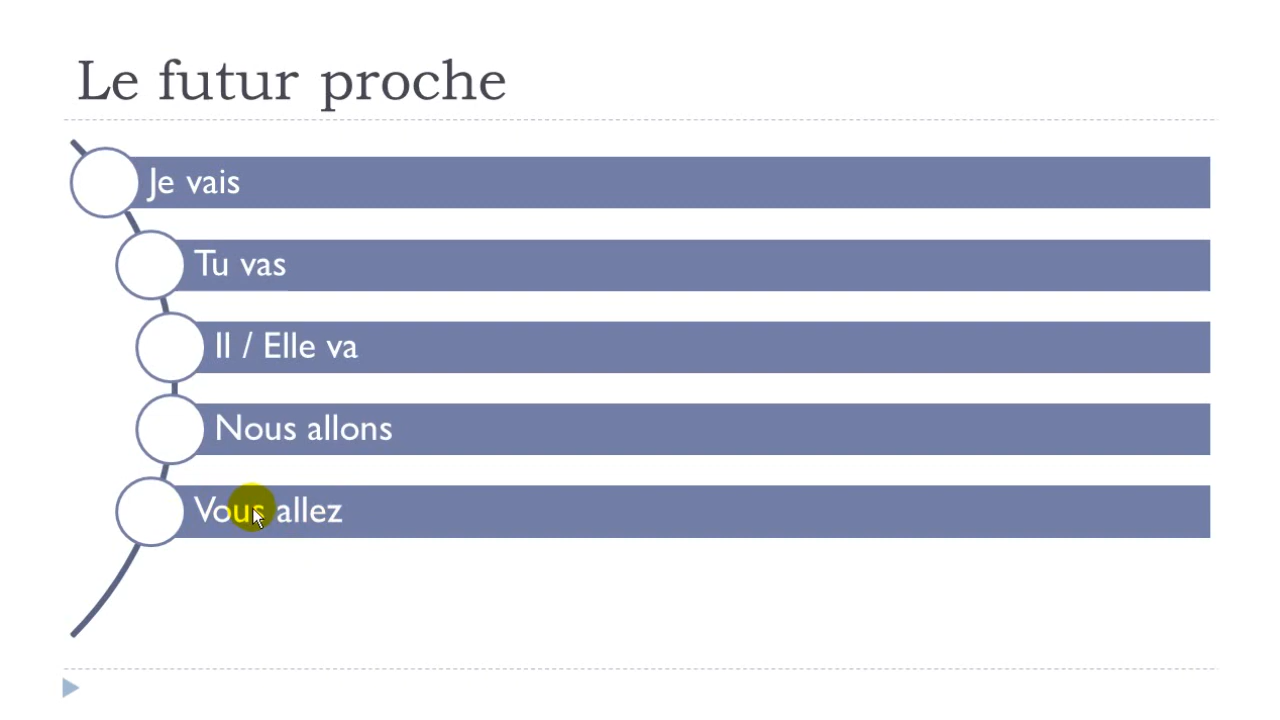 Le futur proche
Je vais
Tu vas
Il / Elle va
Nous allons
Vous allez